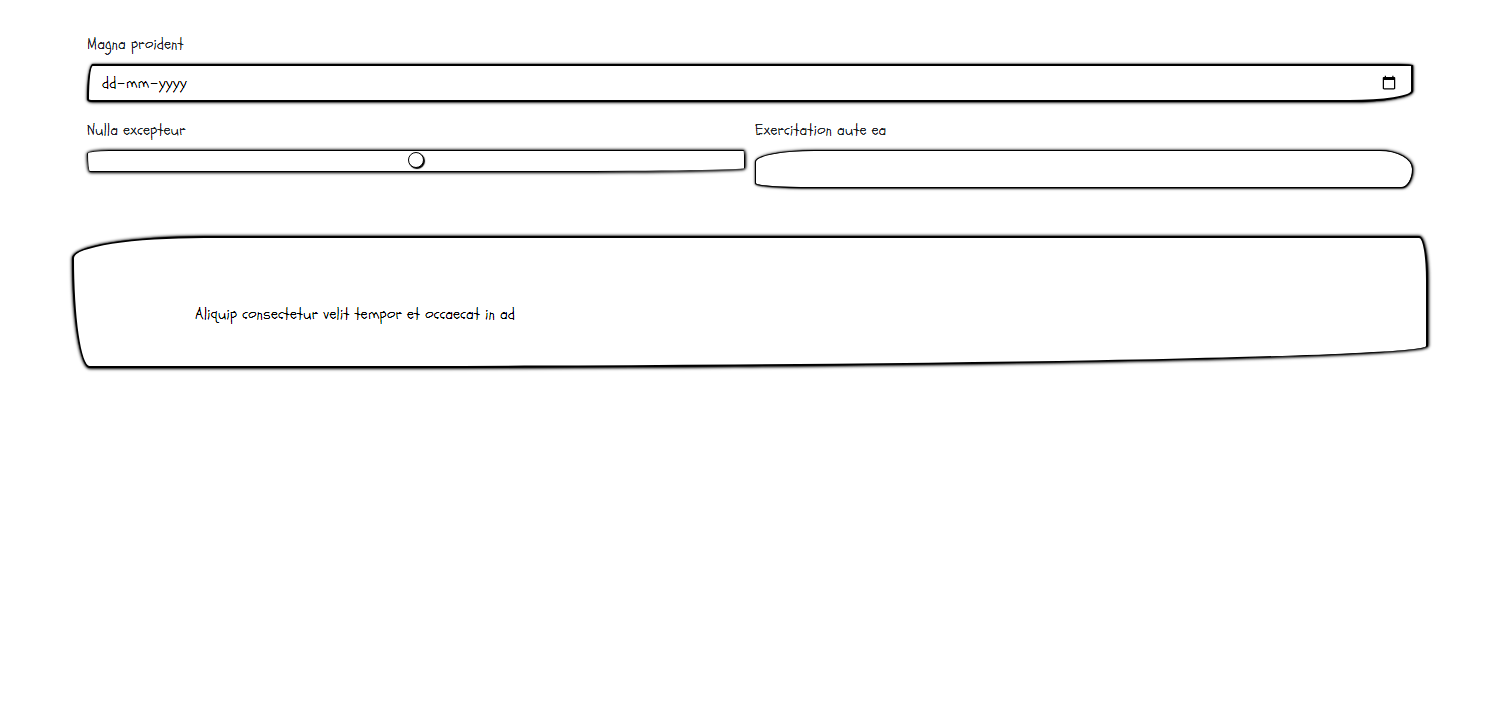 Magna proident
dd-mm-yyyy
Nulla excepteur
Exercitation aute ea
Aliquip consectetur velit tempor et occaecat in ad